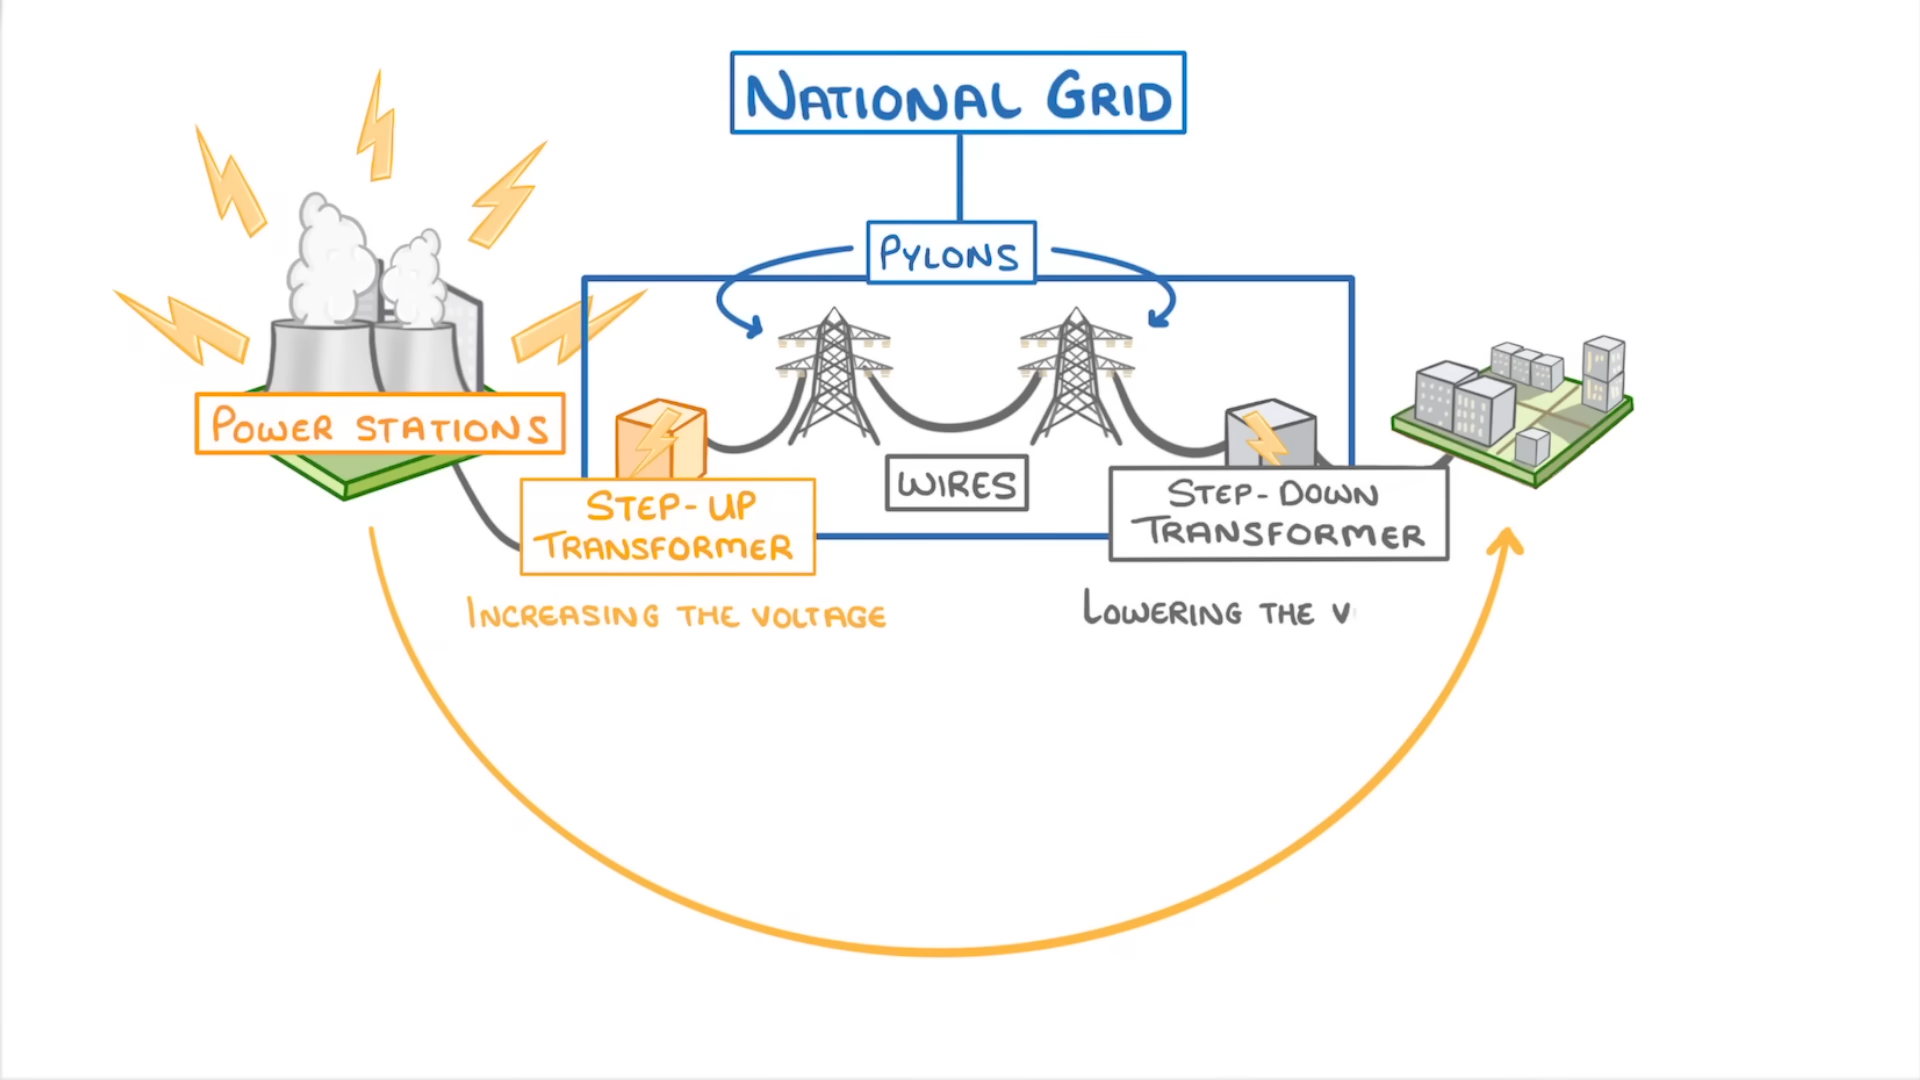 NATIONAL GRID
PYLONS
POWER STATIONS
WIRES
STEP-UP
TRANSFORMER
STEP-DOWN
TRANSFORMER
INCREASING THE VOLTAGE
LOWERING THE V